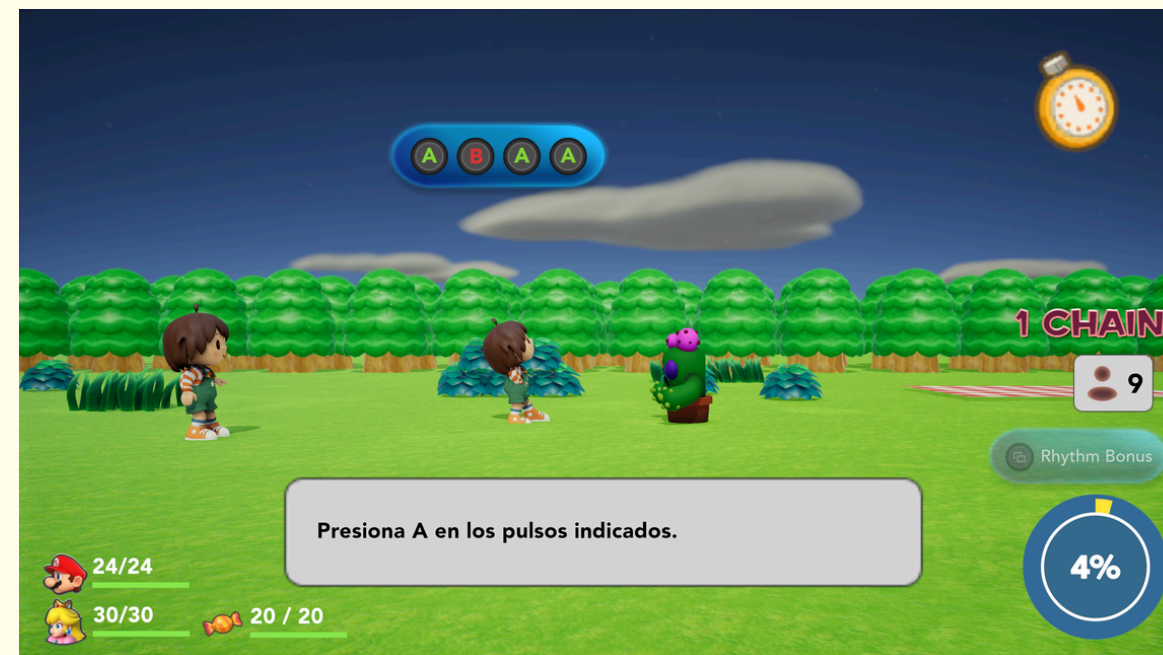 A B A A
1 CHAIN
9
Rhythm Bonus
Presiona A en los pulsos indicados.
24/24
4%
30/30
20 / 20